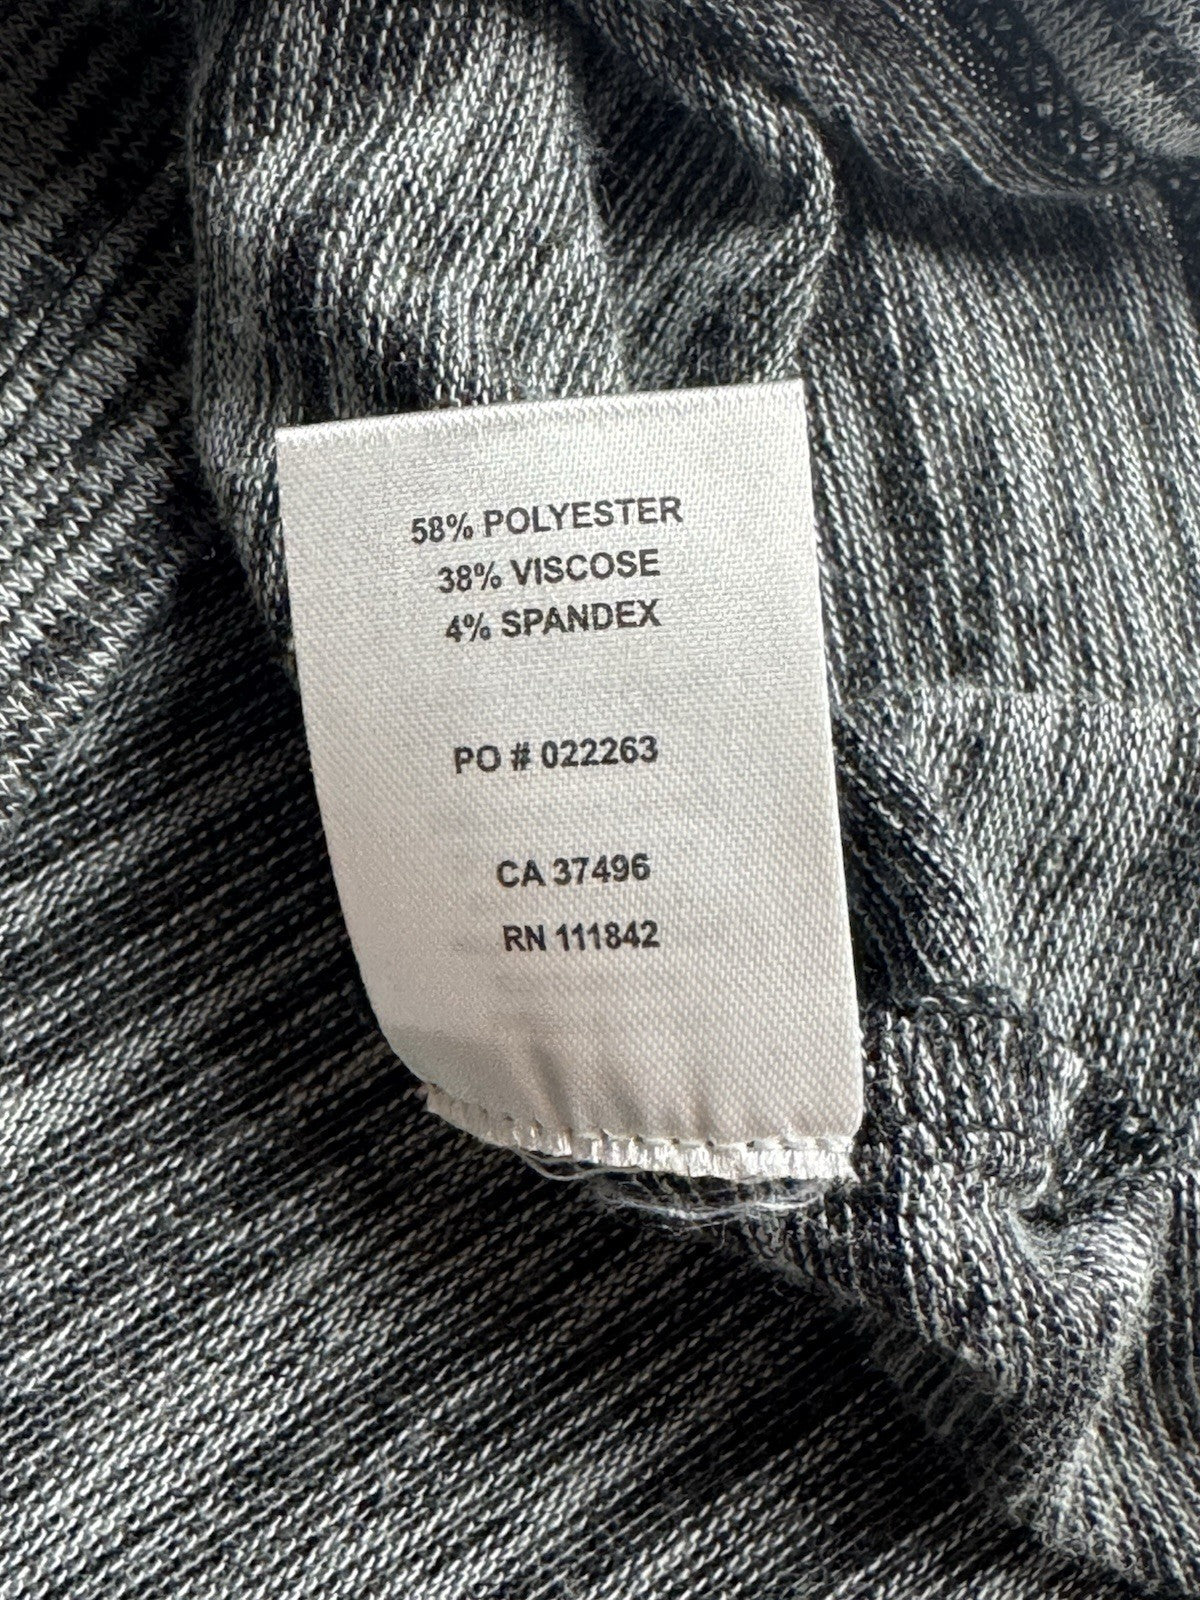 58% POLYESTER
38% VISCOSE
4% SPANDEX
PO # 022263
CA 37496
RN 111842